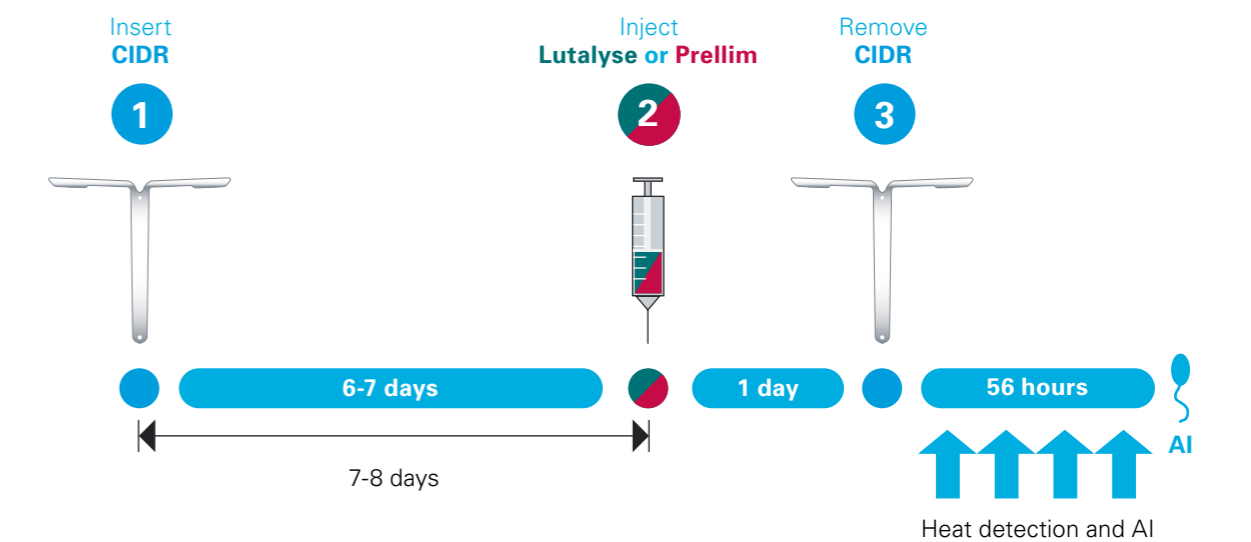 Insert
CIDR
1
Inject
Lutalyse or Prellim
2
Remove
CIDR
3
6-7 days
1 day
56 hours
AI
7-8 days
Heat detection and AI